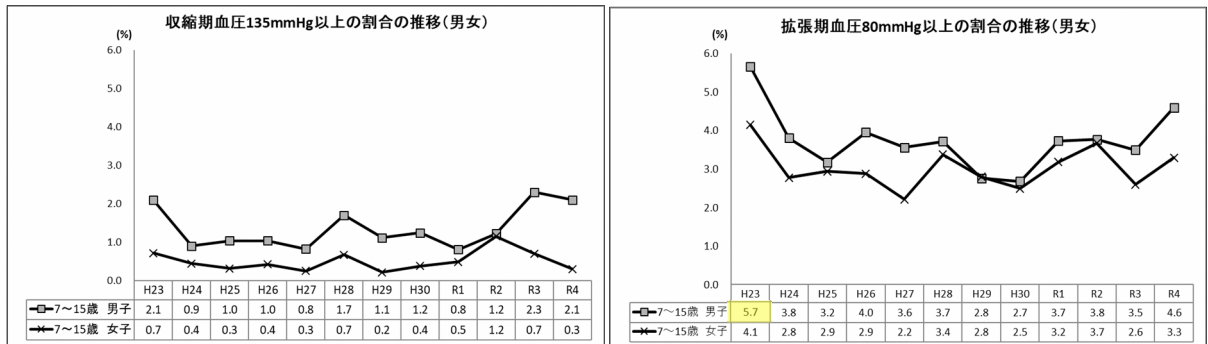 収縮期血圧135mmHg以上の割合の推移(男女)
(%)
6.0
5.0
4.0
3.0
2.0
1.0
0.0
H23 H24 H25 H26 H27 H28 H29 H30 R1 R2 R3 R4
7～15歳 男子 2.1 0.9 1.0 1.0 0.8 1.7 1.1 1.2 0.8 1.2 2.3 2.1
7～15歳 女子 0.7 0.4 0.3 0.4 0.3 0.7 0.2 0.4 0.5 1.2 0.7 0.3
拡張期血圧80mmHg以上の割合の推移(男女)
(%)
6.0
5.0
4.0
3.0
2.0
1.0
0.0
H23 H24 H25 H26 H27 H28 H29 H30 R1 R2 R3 R4
7～15歳 男子 5.7 3.8 3.2 4.0 3.6 3.7 2.8 2.7 3.7 3.8 3.5 4.6
7～15歳 女子 4.1 2.8 2.9 2.9 2.2 3.4 2.8 2.5 3.2 3.7 2.6 3.3